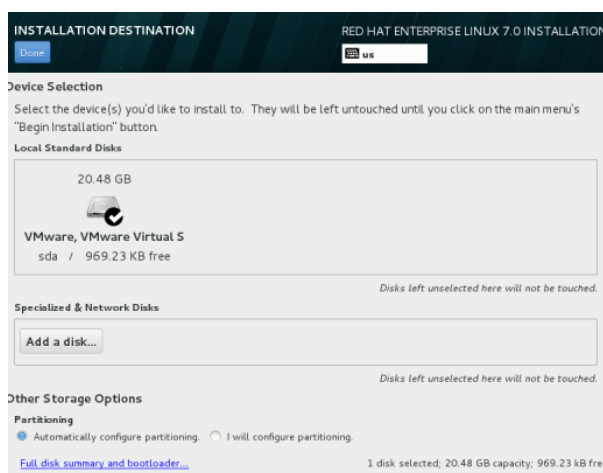 INSTALLATION DESTINATION
RED HAT ENTERPRISE LINUX 7.0 INSTALLATION
Done
us
Device Selection
Select the device(s) you'd like to install to. They will be left untouched until you click on the main menu's
"Begin Installation" button.
Local Standard Disks
20.48 GB
VMware, VMware Virtual S
sda / 969.23 KB free
Disks left unselected here will not be touched.
Specialized & Network Disks
Add a disk...
Disks left unselected here will not be touched.
Other Storage Options
Partitioning
Automatically configure partitioning. I will configure partitioning.
Full disk summary and bootloader...
1 disk selected; 20.48 GB capacity; 969.23 kB fre